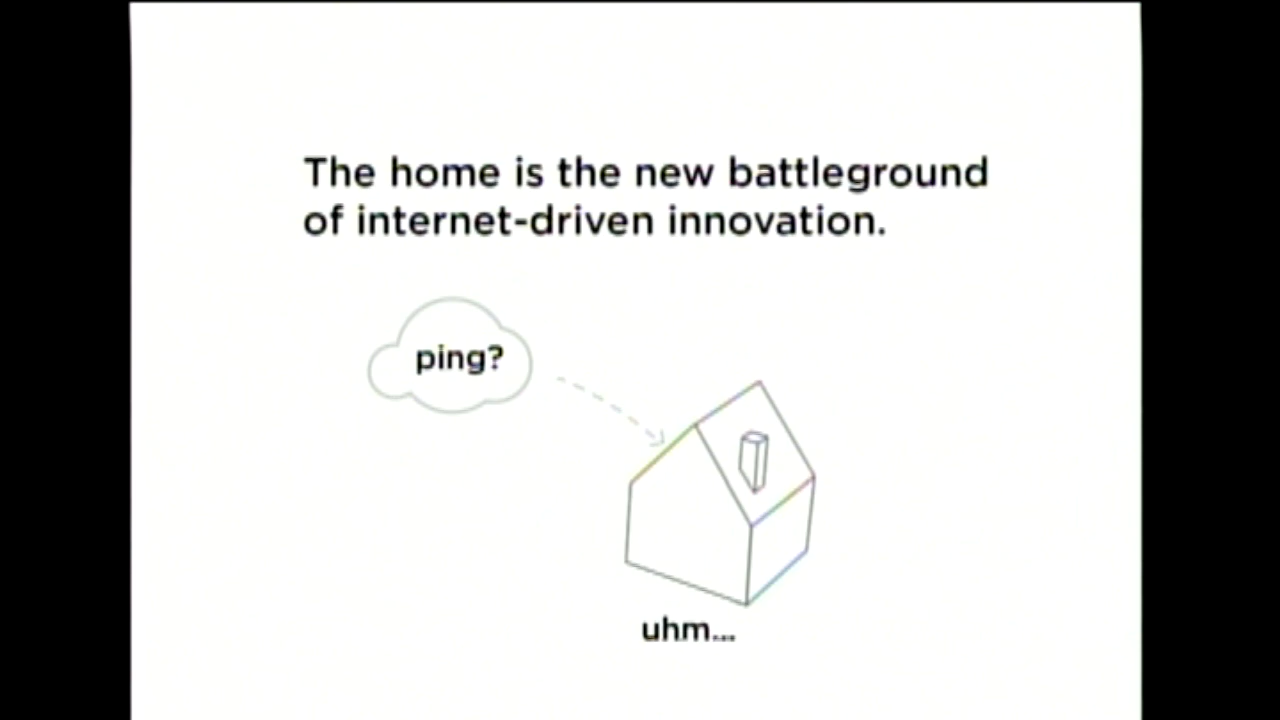 The home is the new battleground
of internet-driven innovation.
ping?
uhm...